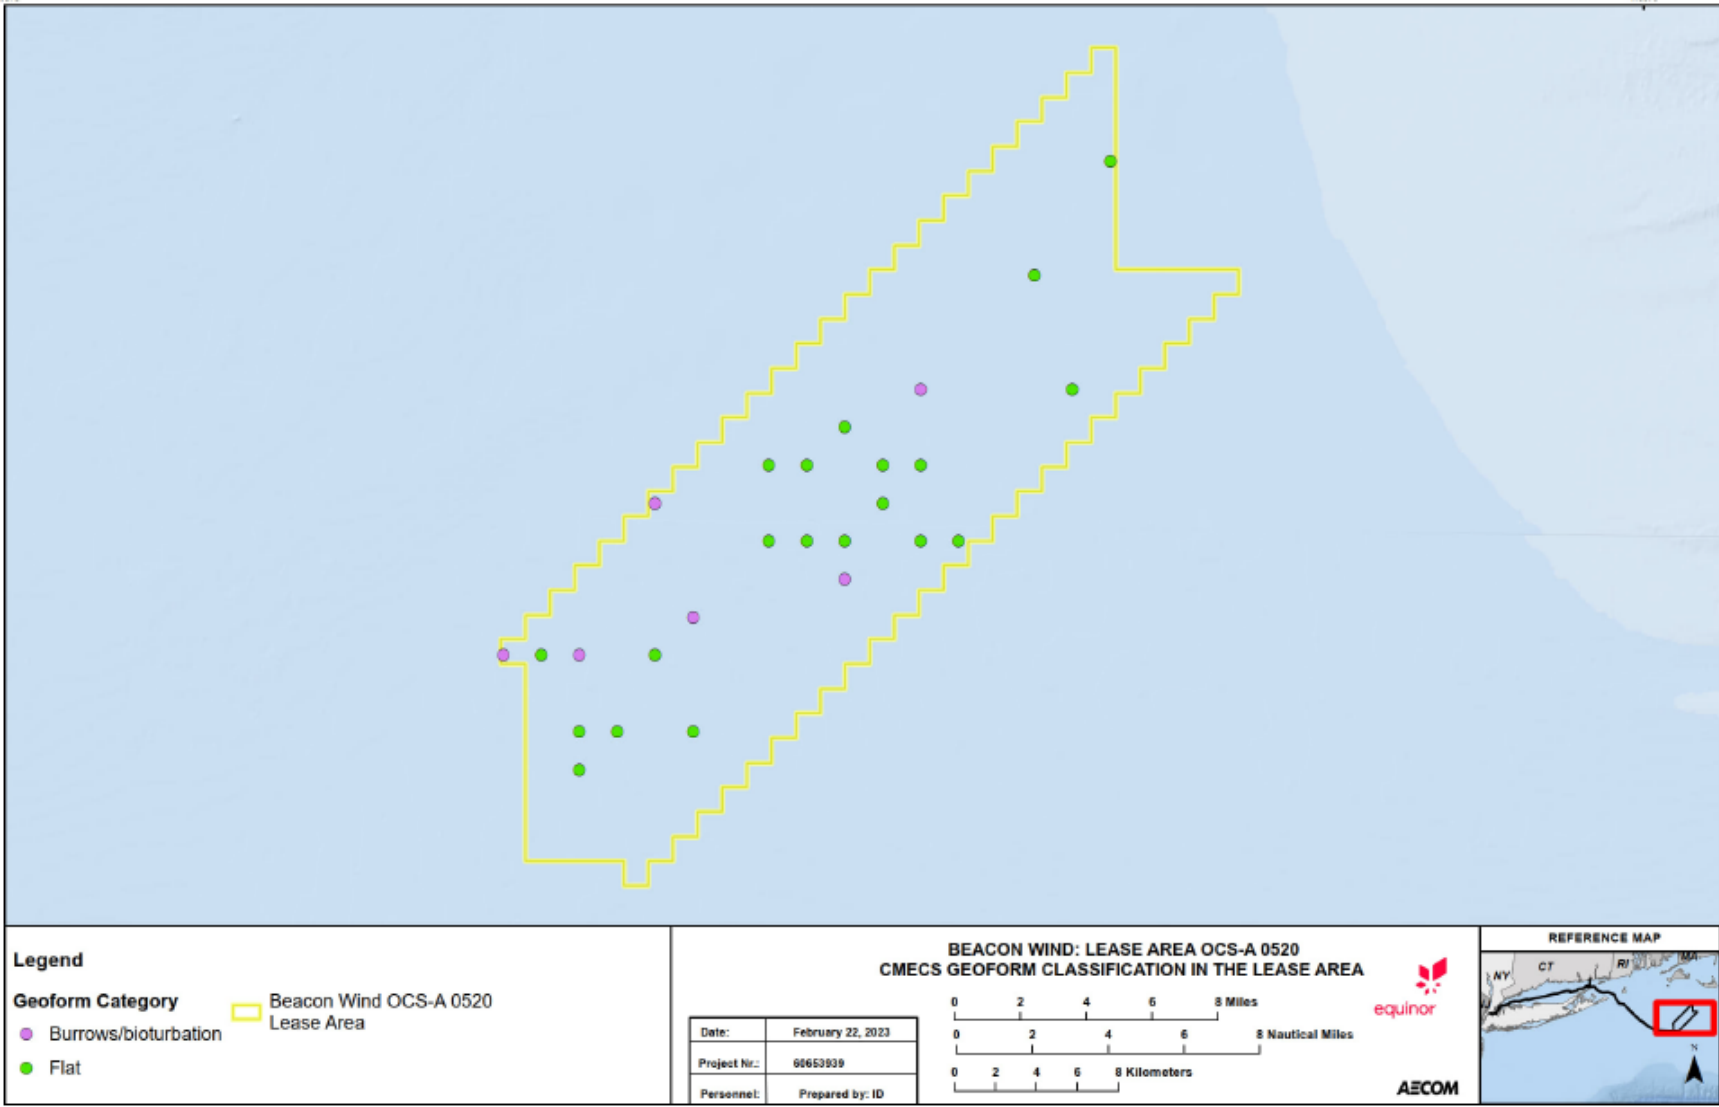 Legend
Geoform Category
Burrows/bioturbation
Flat
Beacon Wind OCS-A 0520
Lease Area
BEACON WIND: LEASE AREA OCS-A 0520
CMECS GEOFORM CLASSIFICATION IN THE LEASE AREA
0 2 4 6 8 Miles
0 2 4 6 8 Nautical Miles
0 2 4 6 8 Kilometers
Date: February 22, 2023
Project Nr.: 60653939
Personnel: Prepared by: ID
equinor
AECOM
REFERENCE MAP
NY CT RI MA
N